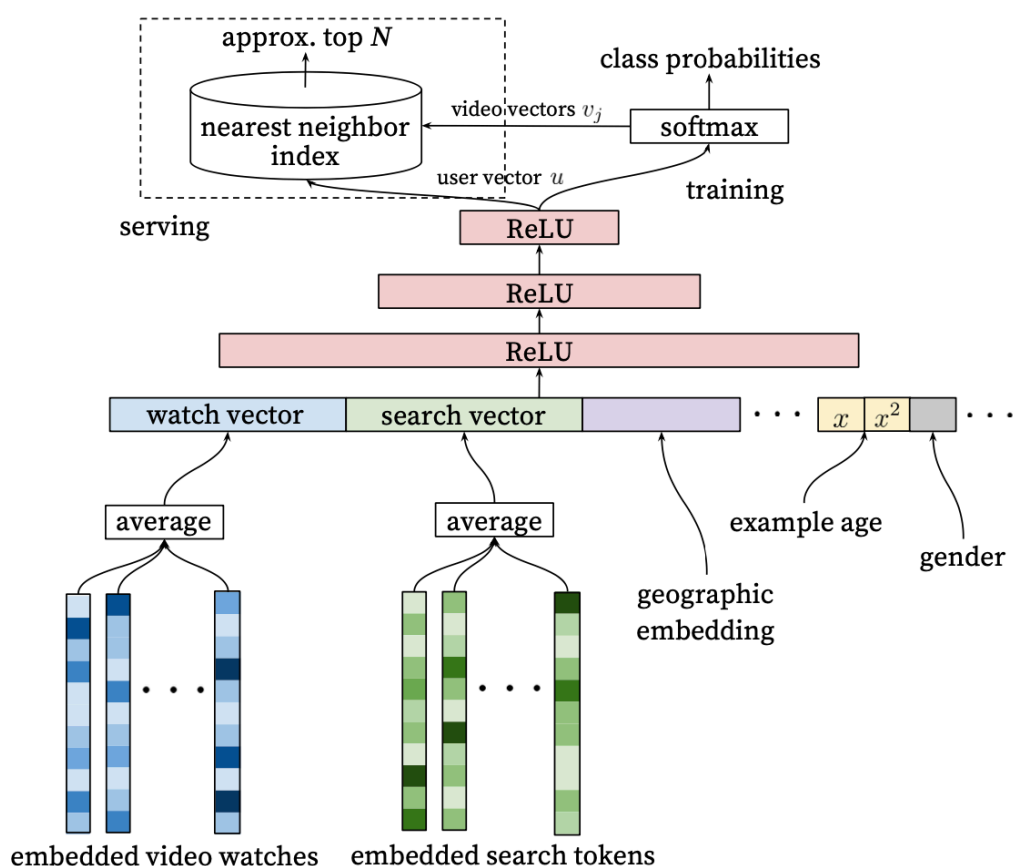 approx. top N
class probabilities
nearest neighbor
index
video vectors v_j
softmax
user vector u
training
serving
ReLU
ReLU
ReLU
watch vector
search vector
...
x
x²
...
average
average
example age
gender
geographic
embedding
...
...
embedded video watches
embedded search tokens